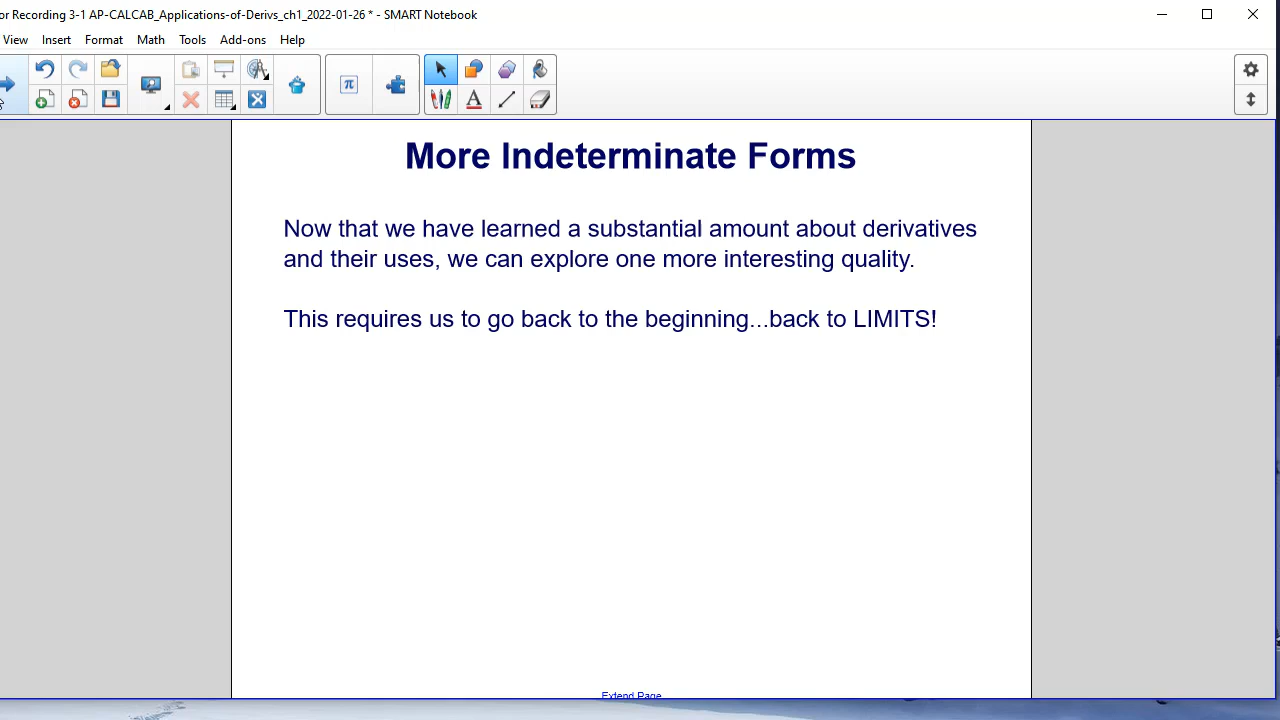 or Recording 3-1 AP-CALCAB_Applications-of-Derivs_ch1_2022-01-26 * - SMART Notebook
View Insert Format Math Tools Add-ons Help
π
A
More Indeterminate Forms
Now that we have learned a substantial amount about derivatives
and their uses, we can explore one more interesting quality.
This requires us to go back to the beginning...back to LIMITS!
Extend Page